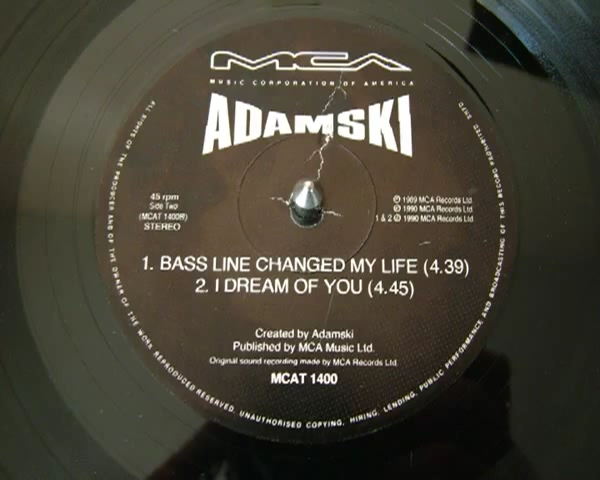 MCA
MUSIC CORPORATION OF AMERICA
ADAMSKI
45 rpm
Side Two
(MCAT 1400R)
STEREO
℗ 1989 MCA Records Ltd.
© 1990 MCA Records Ltd.
1 & 2 ℗ 1990 MCA Records Ltd.
1. BASS LINE CHANGED MY LIFE (4.39)
2. I DREAM OF YOU (4.45)
Created by Adamski
Published by MCA Music Ltd.
Original sound recording made by MCA Records Ltd.
MCAT 1400
ALL RIGHTS OF THE PRODUCER AND OF THE OWNER OF THE WORK REPRODUCED RESERVED. UNAUTHORISED COPYING, HIRING, LENDING, PUBLIC PERFORMANCE AND BROADCASTING OF THIS RECORD PROHIBITED